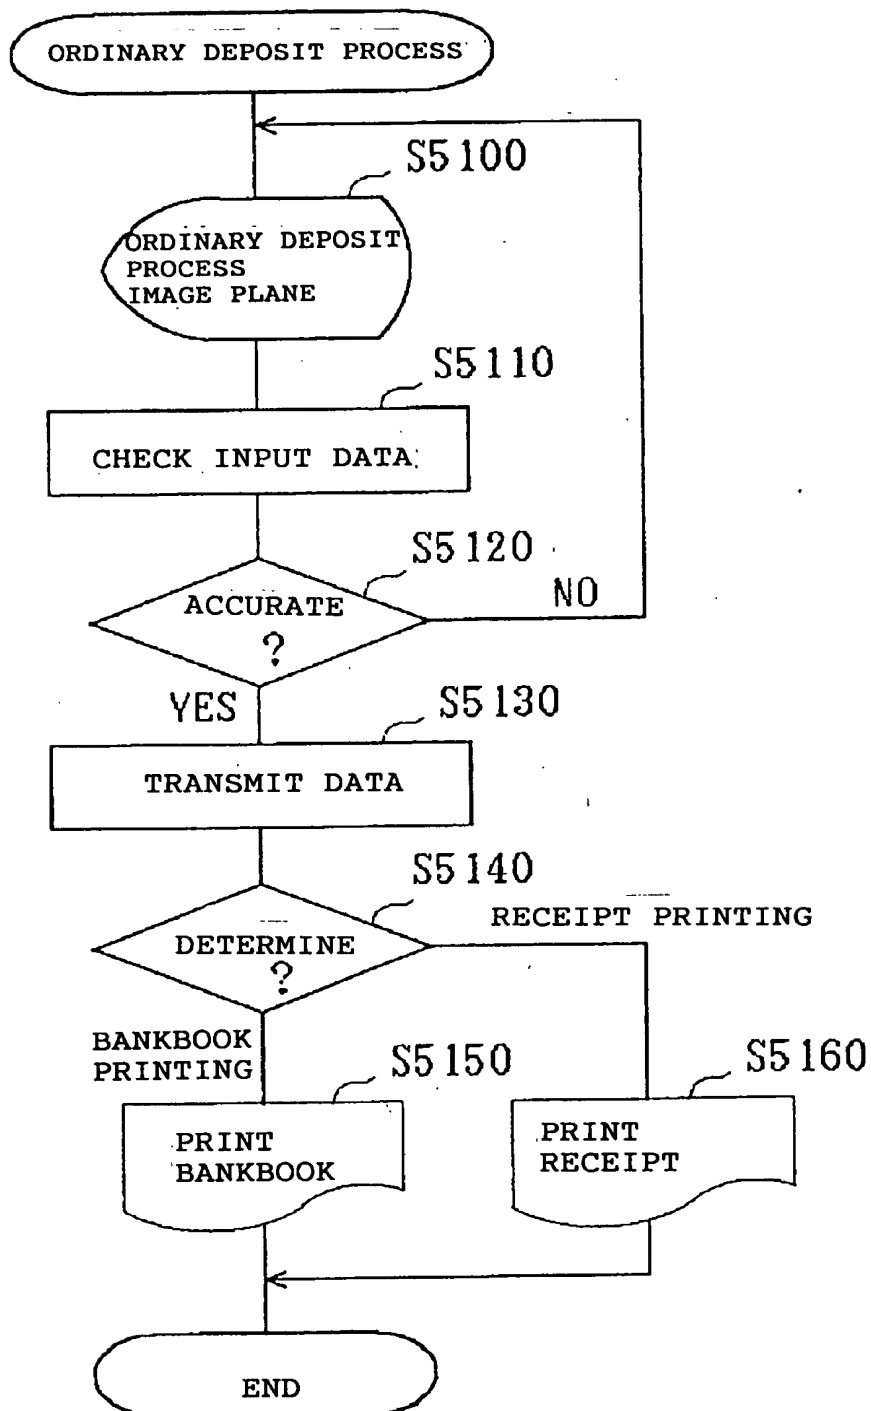 ORDINARY DEPOSIT PROCESS
S5100
ORDINARY DEPOSIT
PROCESS
IMAGE PLANE
S5110
CHECK INPUT DATA
S5120
ACCURATE
?
NO
YES
S5130
TRANSMIT DATA
S5140
RECEIPT PRINTING
DETERMINE
?
BANKBOOK
PRINTING
S5150
S5160
PRINT
BANKBOOK
PRINT
RECEIPT
END